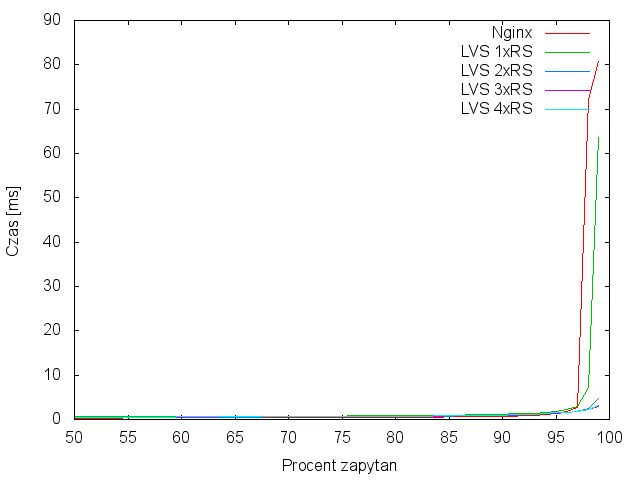 90
80
70
60
50
40
30
20
10
0
Czas [ms]
Nginx
LVS 1xRS
LVS 2xRS
LVS 3xRS
LVS 4xRS
50 55 60 65 70 75 80 85 90 95 100
Procent zapytan